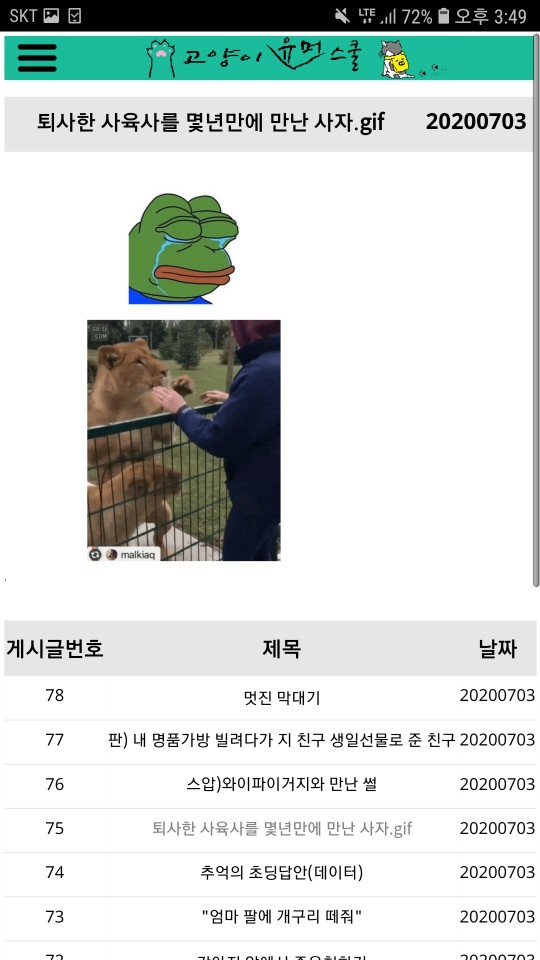 SKT LTE 72% 오후 3:49
고양이 유머 스쿨
퇴사한 사육사를 몇년만에 만난 사자.gif 20200703
malkiaq
게시글번호 제목 날짜
78 멋진 막대기 20200703
77 판) 내 명품가방 빌려다가 지 친구 생일선물로 준 친구 20200703
76 스압)와이파이거지와 만난 썰 20200703
75 퇴사한 사육사를 몇년만에 만난 사자.gif 20200703
74 추억의 초딩답안(데이터) 20200703
73 "엄마 팔에 개구리 떼줘" 20200703
72 20200703